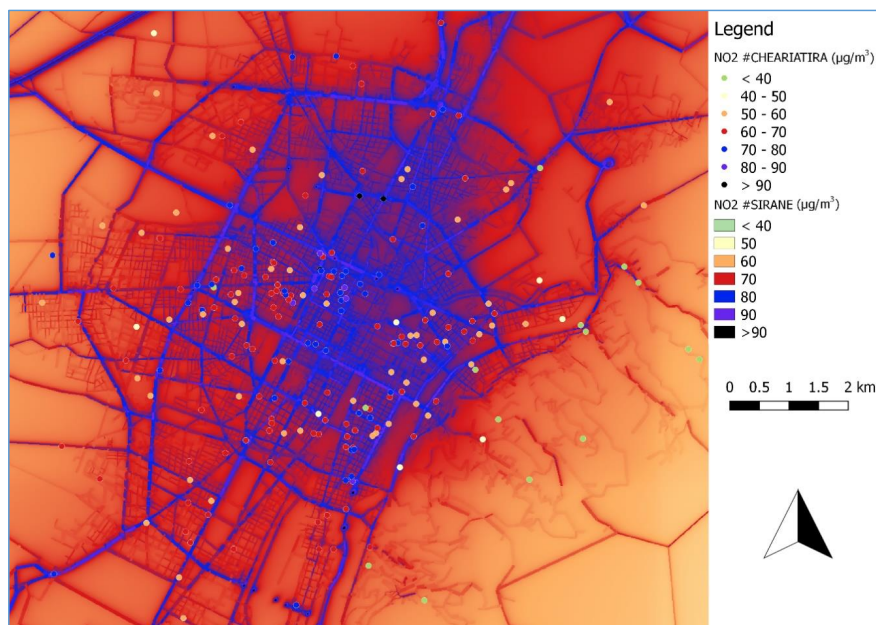 Legend
NO2 #CHEARIATIRA (µg/m³)
< 40
40 - 50
50 - 60
60 - 70
70 - 80
80 - 90
> 90
NO2 #SIRANE (µg/m³)
< 40
50
60
70
80
90
>90
0 0.5 1 1.5 2 km